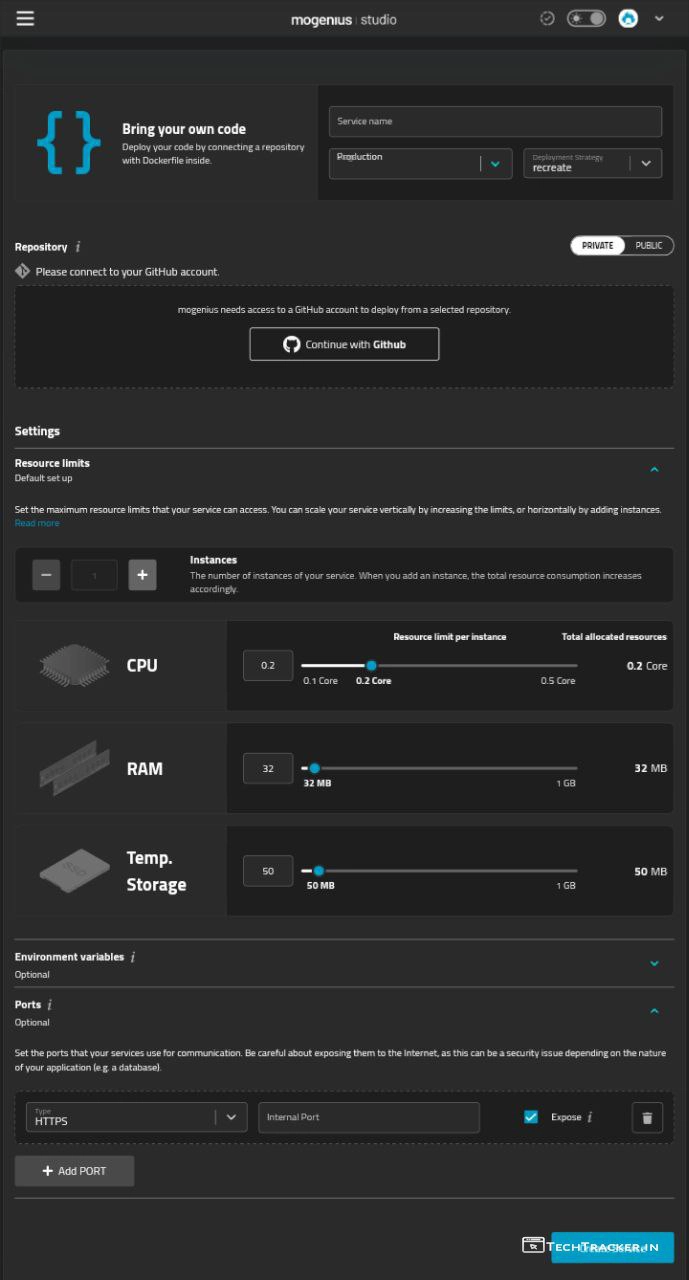 mogenius | studio
Bring your own code
Deploy your code by connecting a repository
with Dockerfile inside.
Service name
Production
Deployment Strategy
recreate
Repository i
PRIVATE PUBLIC
Please connect to your GitHub account.
mogenius needs access to a GitHub account to deploy from a selected repository.
Continue with Github
Settings
Resource limits
Default set up
Set the maximum resource limits that your service can access. You can scale your service vertically by increasing the limits, or horizontally by adding instances.
Read more
1
Instances
The number of instances of your service. When you add an instance, the total resource consumption increases
accordingly.
Resource limit per instance Total allocated resources
CPU
0.2
0.2 Core
0.1 Core 0.2 Core 0.5 Core
RAM
32
32 MB
32 MB 1 GB
SSD
Temp.
Storage
50
50 MB
50 MB 1 GB
Environment variables i
Optional
Ports i
Optional
Set the ports that your services use for communication. Be careful about exposing them to the Internet, as this can be a security issue depending on the nature
of your application (e.g. a database).
Type
HTTPS
Internal Port
Expose i
+ Add PORT
TECHTRACKER.IN